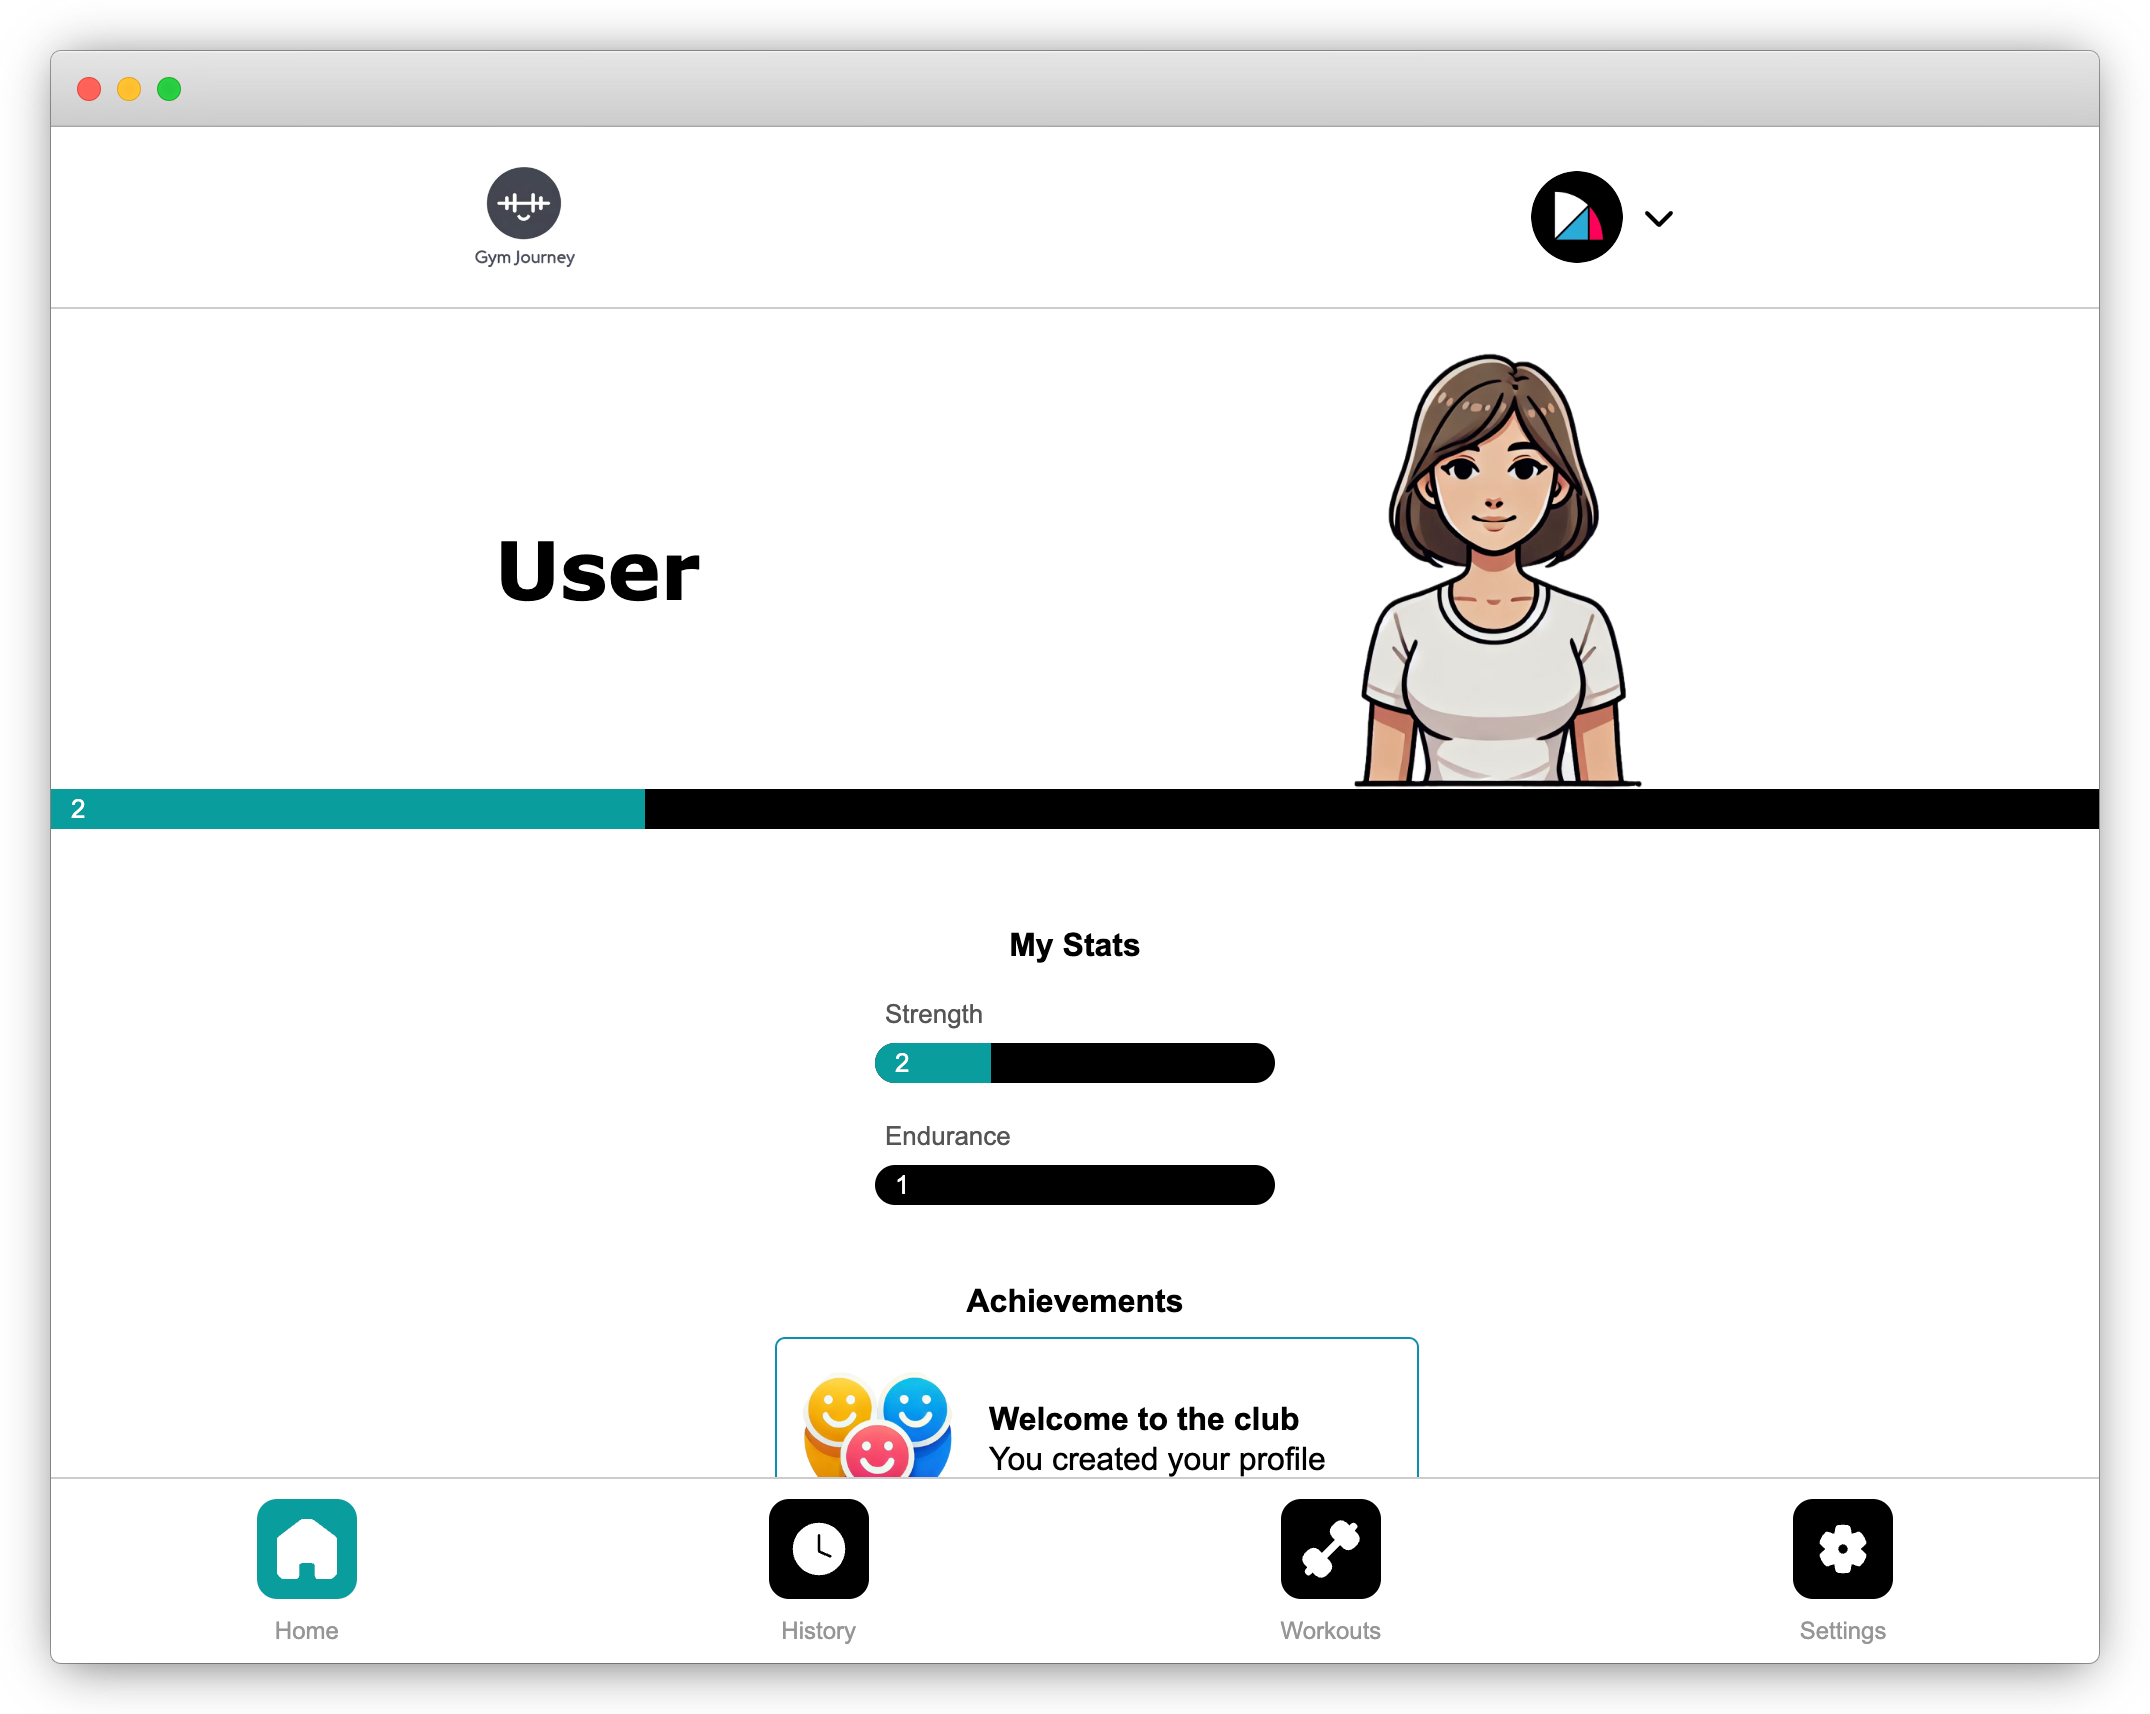 Gym Journey
User
2
My Stats
Strength
2
Endurance
1
Achievements
Welcome to the club
You created your profile
Home
History
Workouts
Settings